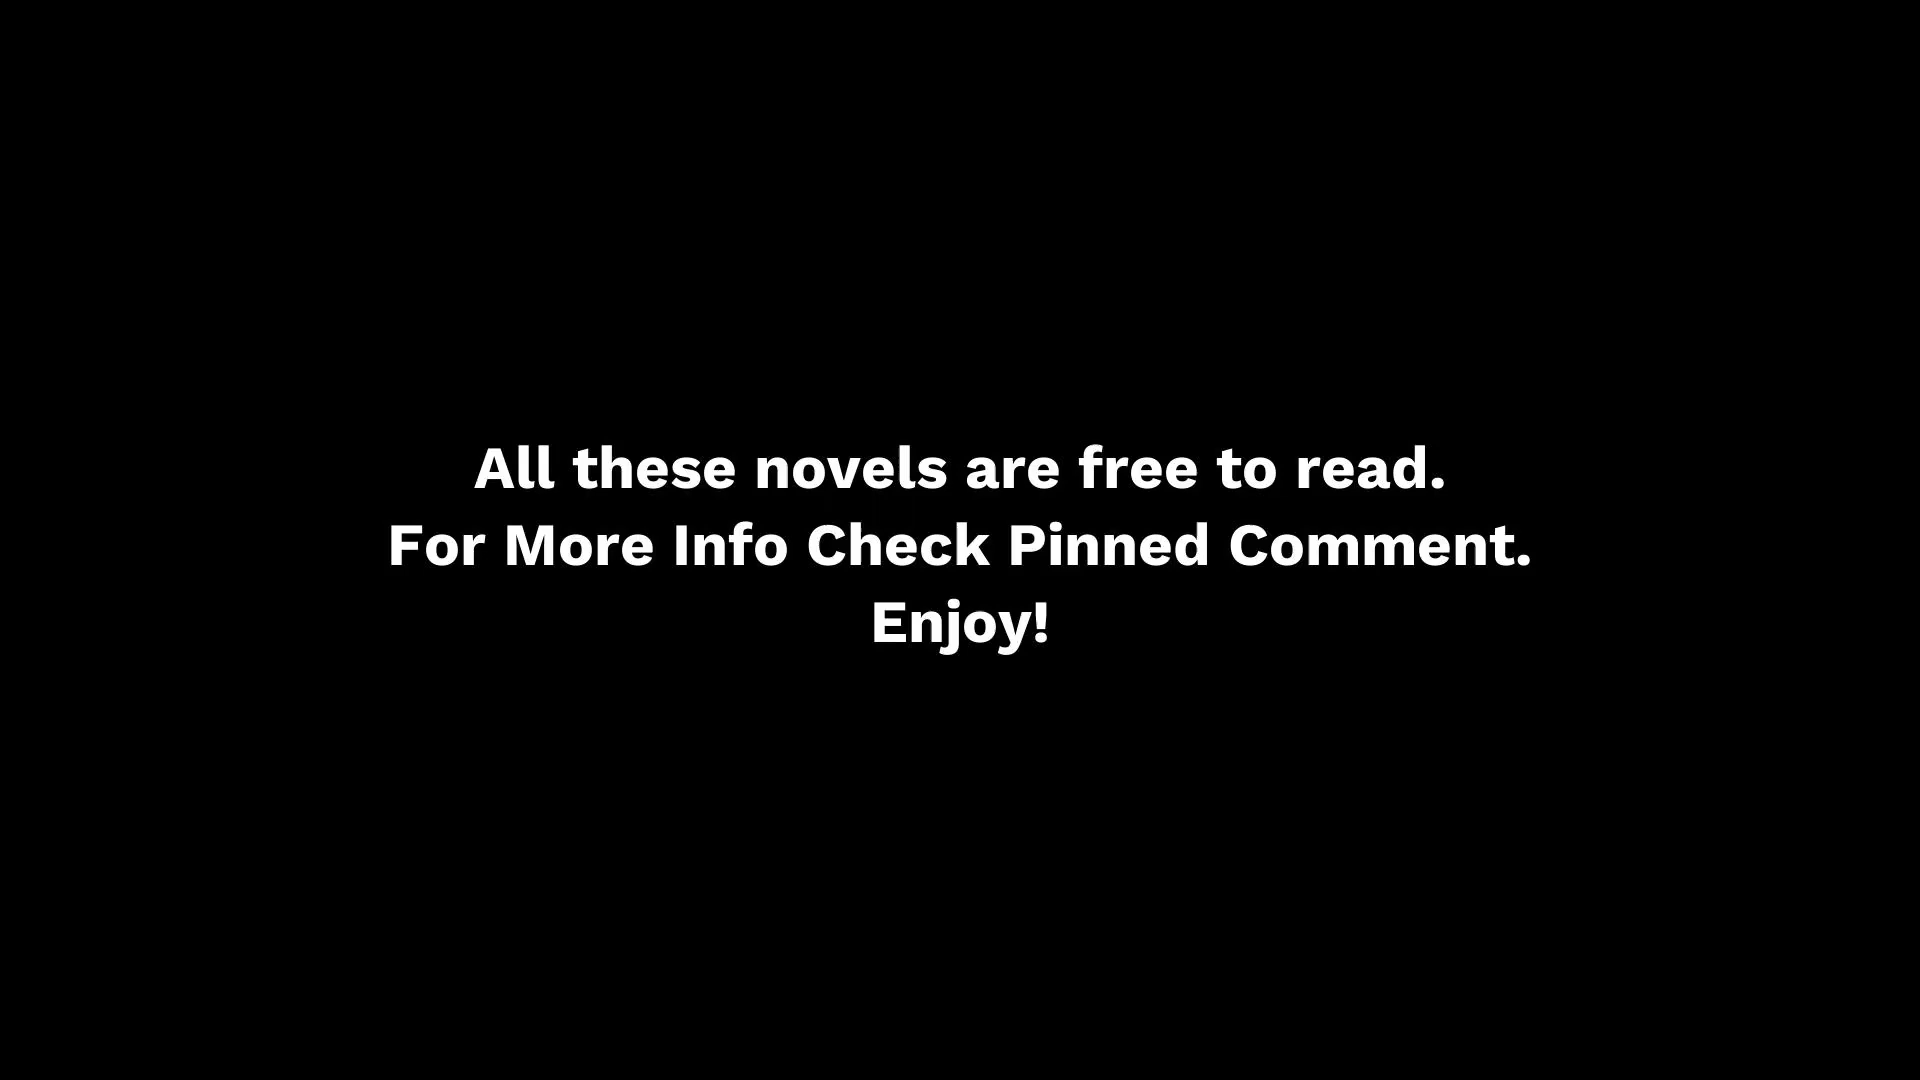 All these novels are free to read.
For More Info Check Pinned Comment.
Enjoy!